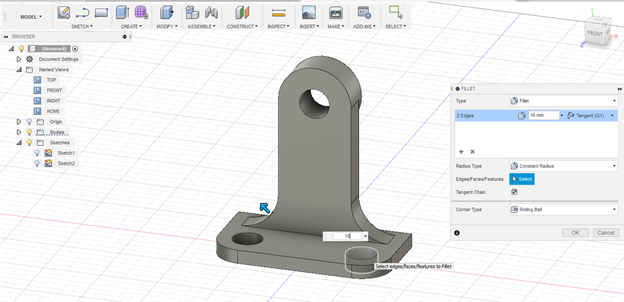 MODEL
SKETCH
CREATE
MODIFY
ASSEMBLE
CONSTRUCT
INSPECT
INSERT
MAKE
ADD-INS
SELECT
BROWSER
(Unsaved)
Document Settings
Named Views
TOP
FRONT
RIGHT
HOME
Origin
Bodies
Sketches
Sketch1
Sketch2
FRONT
Z
X
FILLET
Type
Fillet
2 Edges
16 mm
Tangent (G1)
Radius Type
Constant Radius
Edges/Faces/Features
Select
Tangent Chain
Corner Type
Rolling Ball
OK
Cancel
16
Select edges/faces/features to Fillet